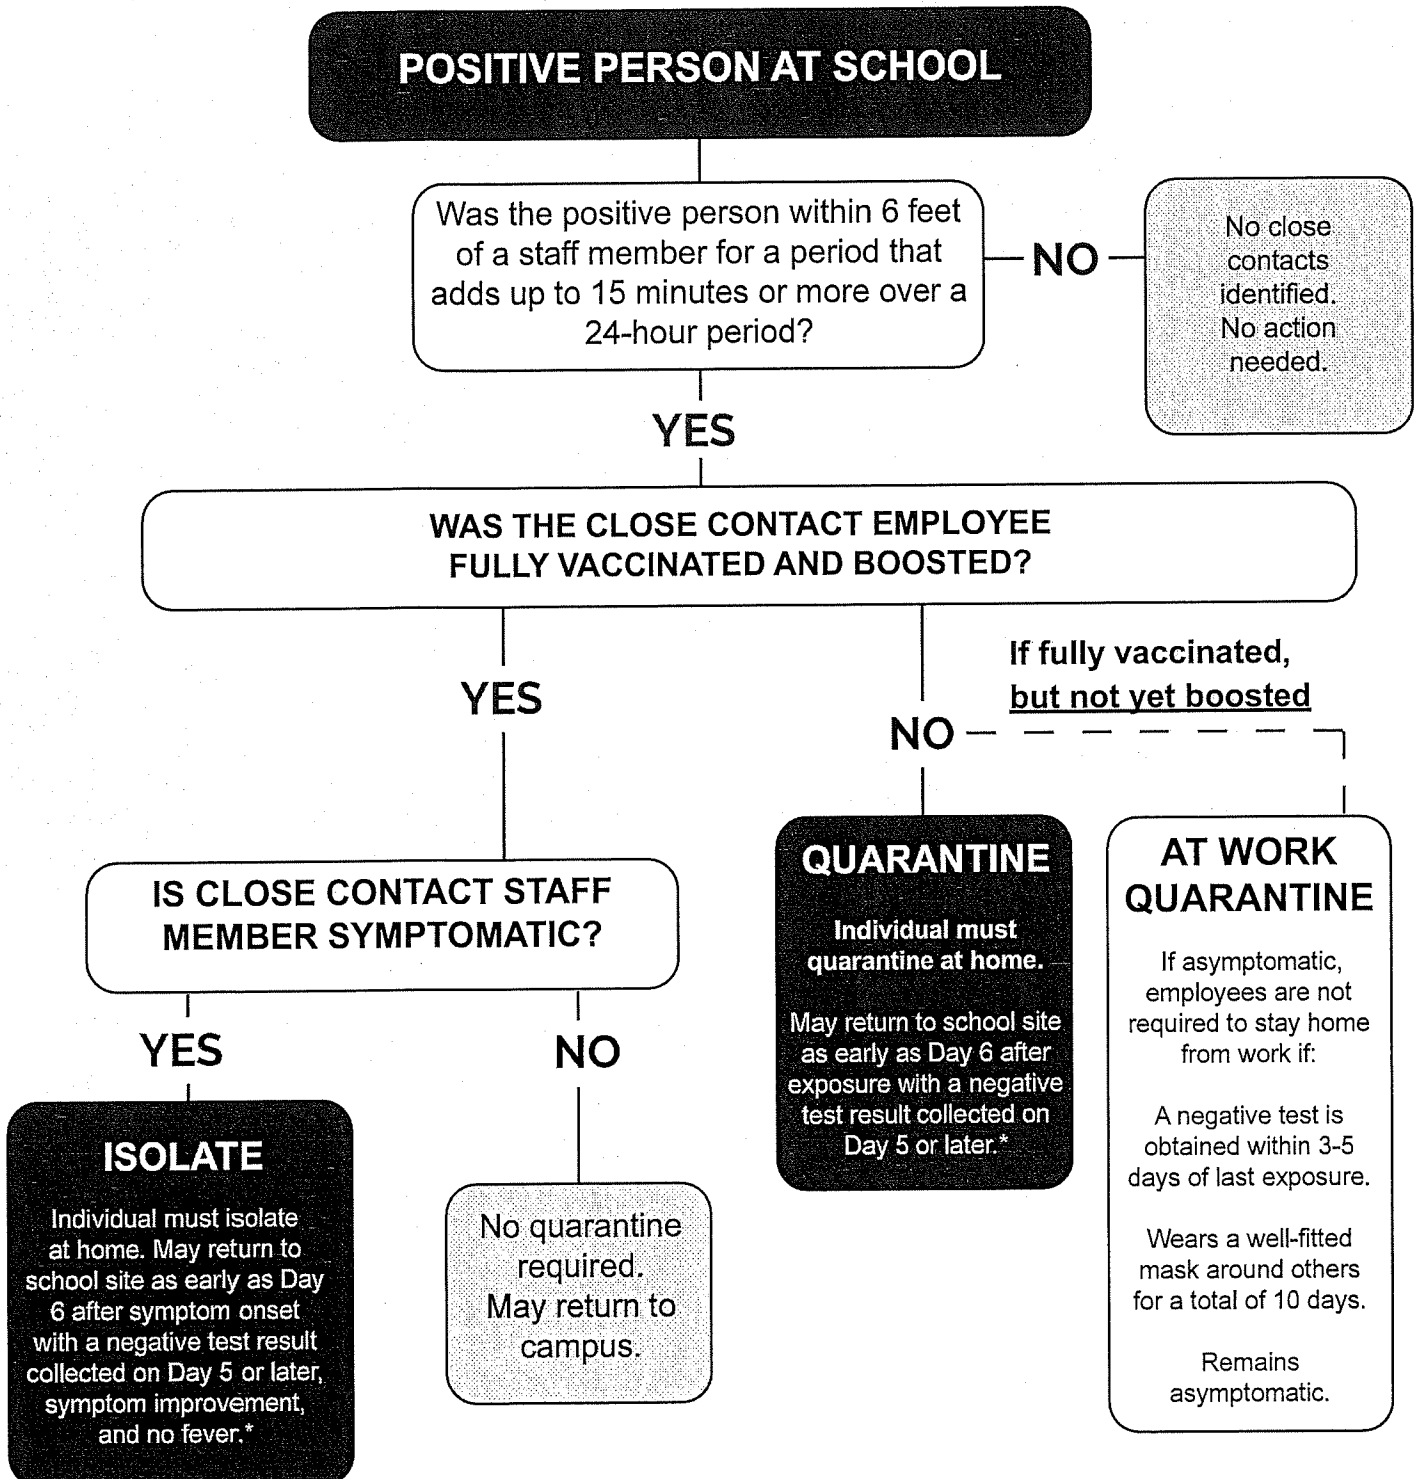 POSITIVE PERSON AT SCHOOL
Was the positive person within 6 feet
of a staff member for a period that
adds up to 15 minutes or more over a
24-hour period?
NO
No close
contacts
identified.
No action
needed.
YES
WAS THE CLOSE CONTACT EMPLOYEE
FULLY VACCINATED AND BOOSTED?
YES
If fully vaccinated,
but not yet boosted
NO
IS CLOSE CONTACT STAFF
MEMBER SYMPTOMATIC?
YES
NO
ISOLATE
Individual must isolate
at home. May return to
school site as early as Day
6 after symptom onset
with a negative test result
collected on Day 5 or later,
symptom improvement,
and no fever.*
No quarantine
required.
May return to
campus.
QUARANTINE
Individual must
quarantine at home.
May return to school site
as early as Day 6 after
exposure with a negative
test result collected on
Day 5 or later.*
AT WORK
QUARANTINE
If asymptomatic,
employees are not
required to stay home
from work if:
A negative test is
obtained within 3-5
days of last exposure.
Wears a well-fitted
mask around others
for a total of 10 days.
Remains
asymptomatic.